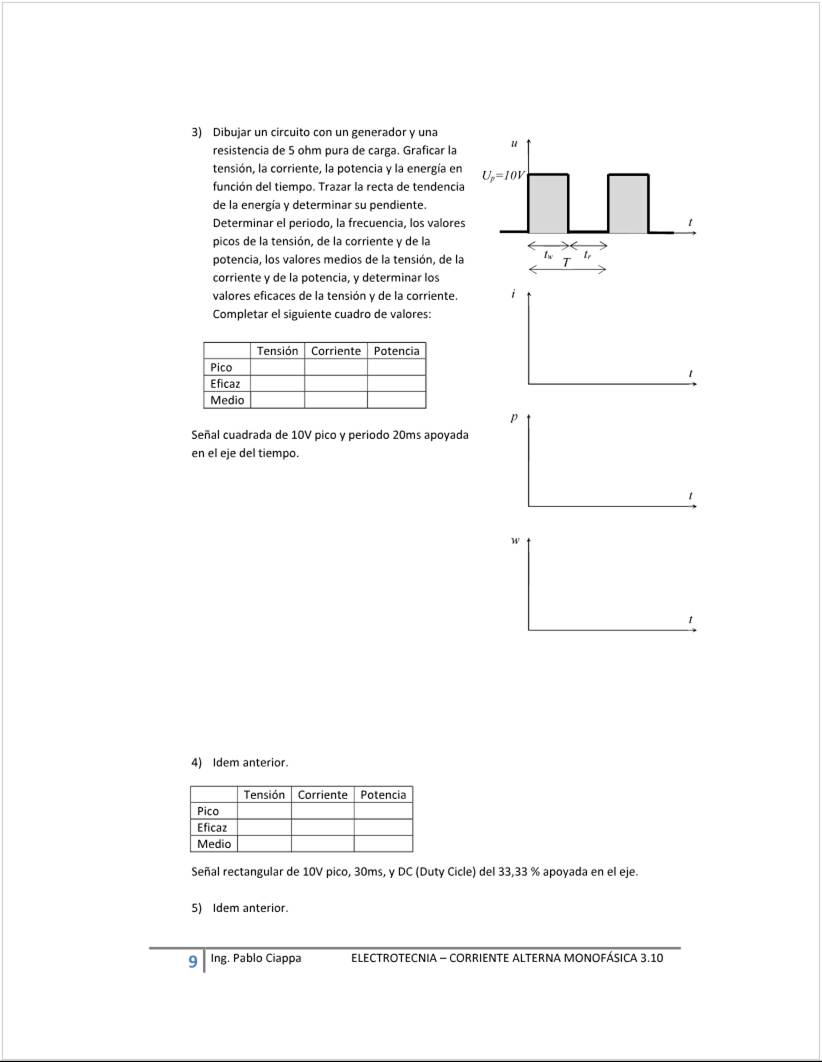 3) Dibujar un circuito con un generador y una
resistencia de 5 ohm pura de carga. Graficar la
tensión, la corriente, la potencia y la energía en
función del tiempo. Trazar la recta de tendencia
de la energía y determinar su pendiente.
Determinar el periodo, la frecuencia, los valores
picos de la tensión, de la corriente y de la
potencia, los valores medios de la tensión, de la
corriente y de la potencia, y determinar los
valores eficaces de la tensión y de la corriente.
Completar el siguiente cuadro de valores:
Tensión Corriente Potencia
Pico
Eficaz
Medio
Señal cuadrada de 10V pico y periodo 20ms apoyada
en el eje del tiempo.
u
Up=10V
t
tw tr
T
i
t
p
t
w
t
4) Idem anterior.
Tensión Corriente Potencia
Pico
Eficaz
Medio
Señal rectangular de 10V pico, 30ms, y DC (Duty Cicle) del 33,33 % apoyada en el eje.
5) Idem anterior.
9 Ing. Pablo Ciappa ELECTROTECNIA – CORRIENTE ALTERNA MONOFÁSICA 3.10